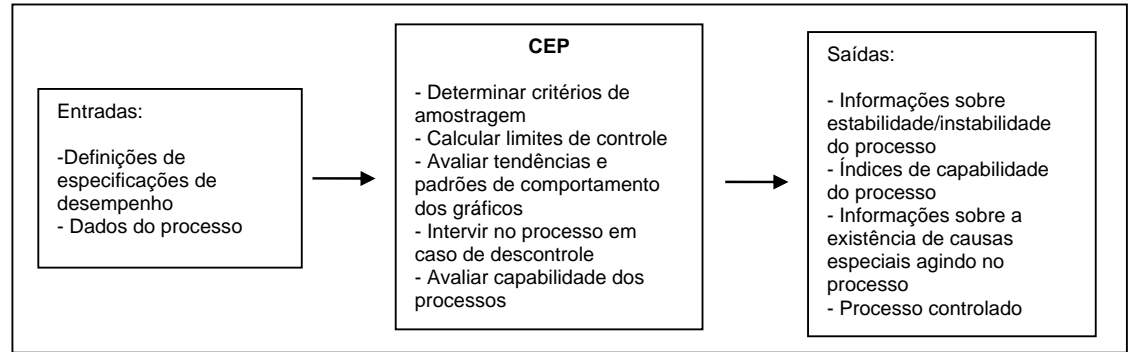 Entradas:
-Definições de
especificações de
desempenho
- Dados do processo
CEP
- Determinar critérios de
amostragem
- Calcular limites de controle
- Avaliar tendências e
padrões de comportamento
dos gráficos
- Intervir no processo em
caso de descontrole
- Avaliar capabilidade dos
processos
Saídas:
- Informações sobre
estabilidade/instabilidade
do processo
- Índices de capabilidade
do processo
- Informações sobre a
existência de causas
especiais agindo no
processo
- Processo controlado